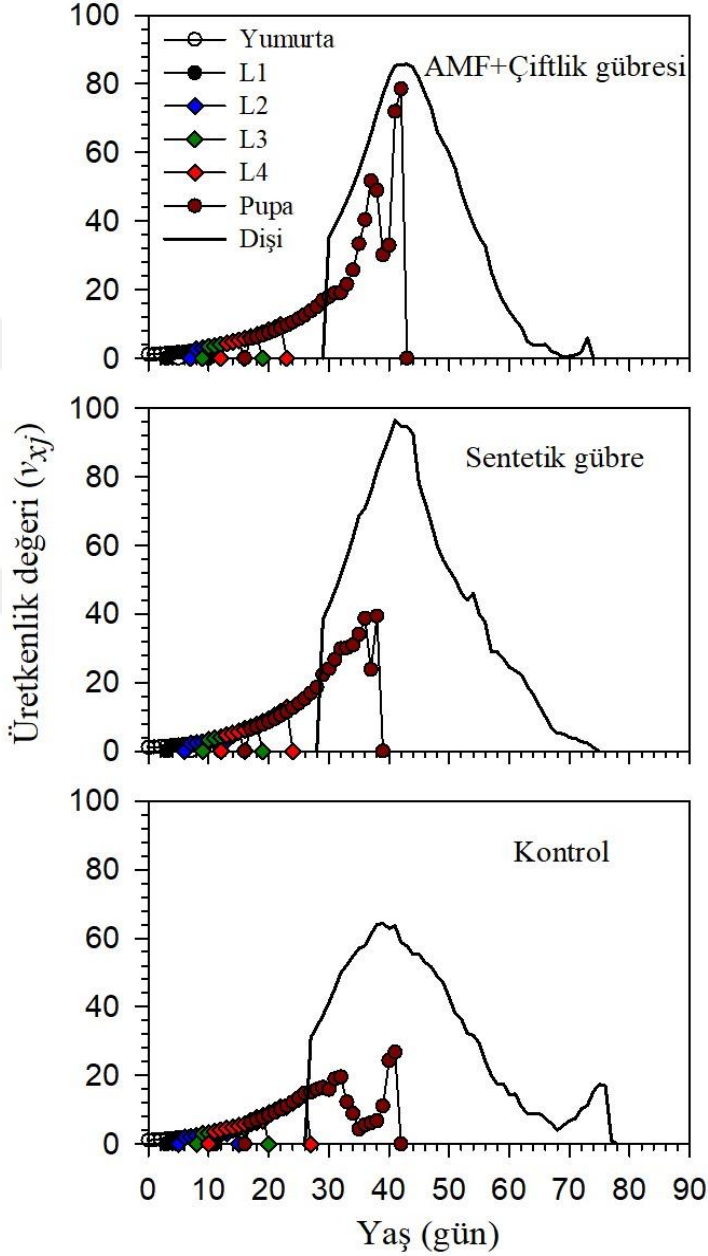 100
80
60
40
20
0
Yumurta
L1
L2
L3
L4
Pupa
Dişi
AMF+Çiftlik gübresi
Üretkenlik değeri (vxj)
100
80
60
40
20
0
Sentetik gübre
100
80
60
40
20
0
Kontrol
0 10 20 30 40 50 60 70 80 90
Yaş (gün)